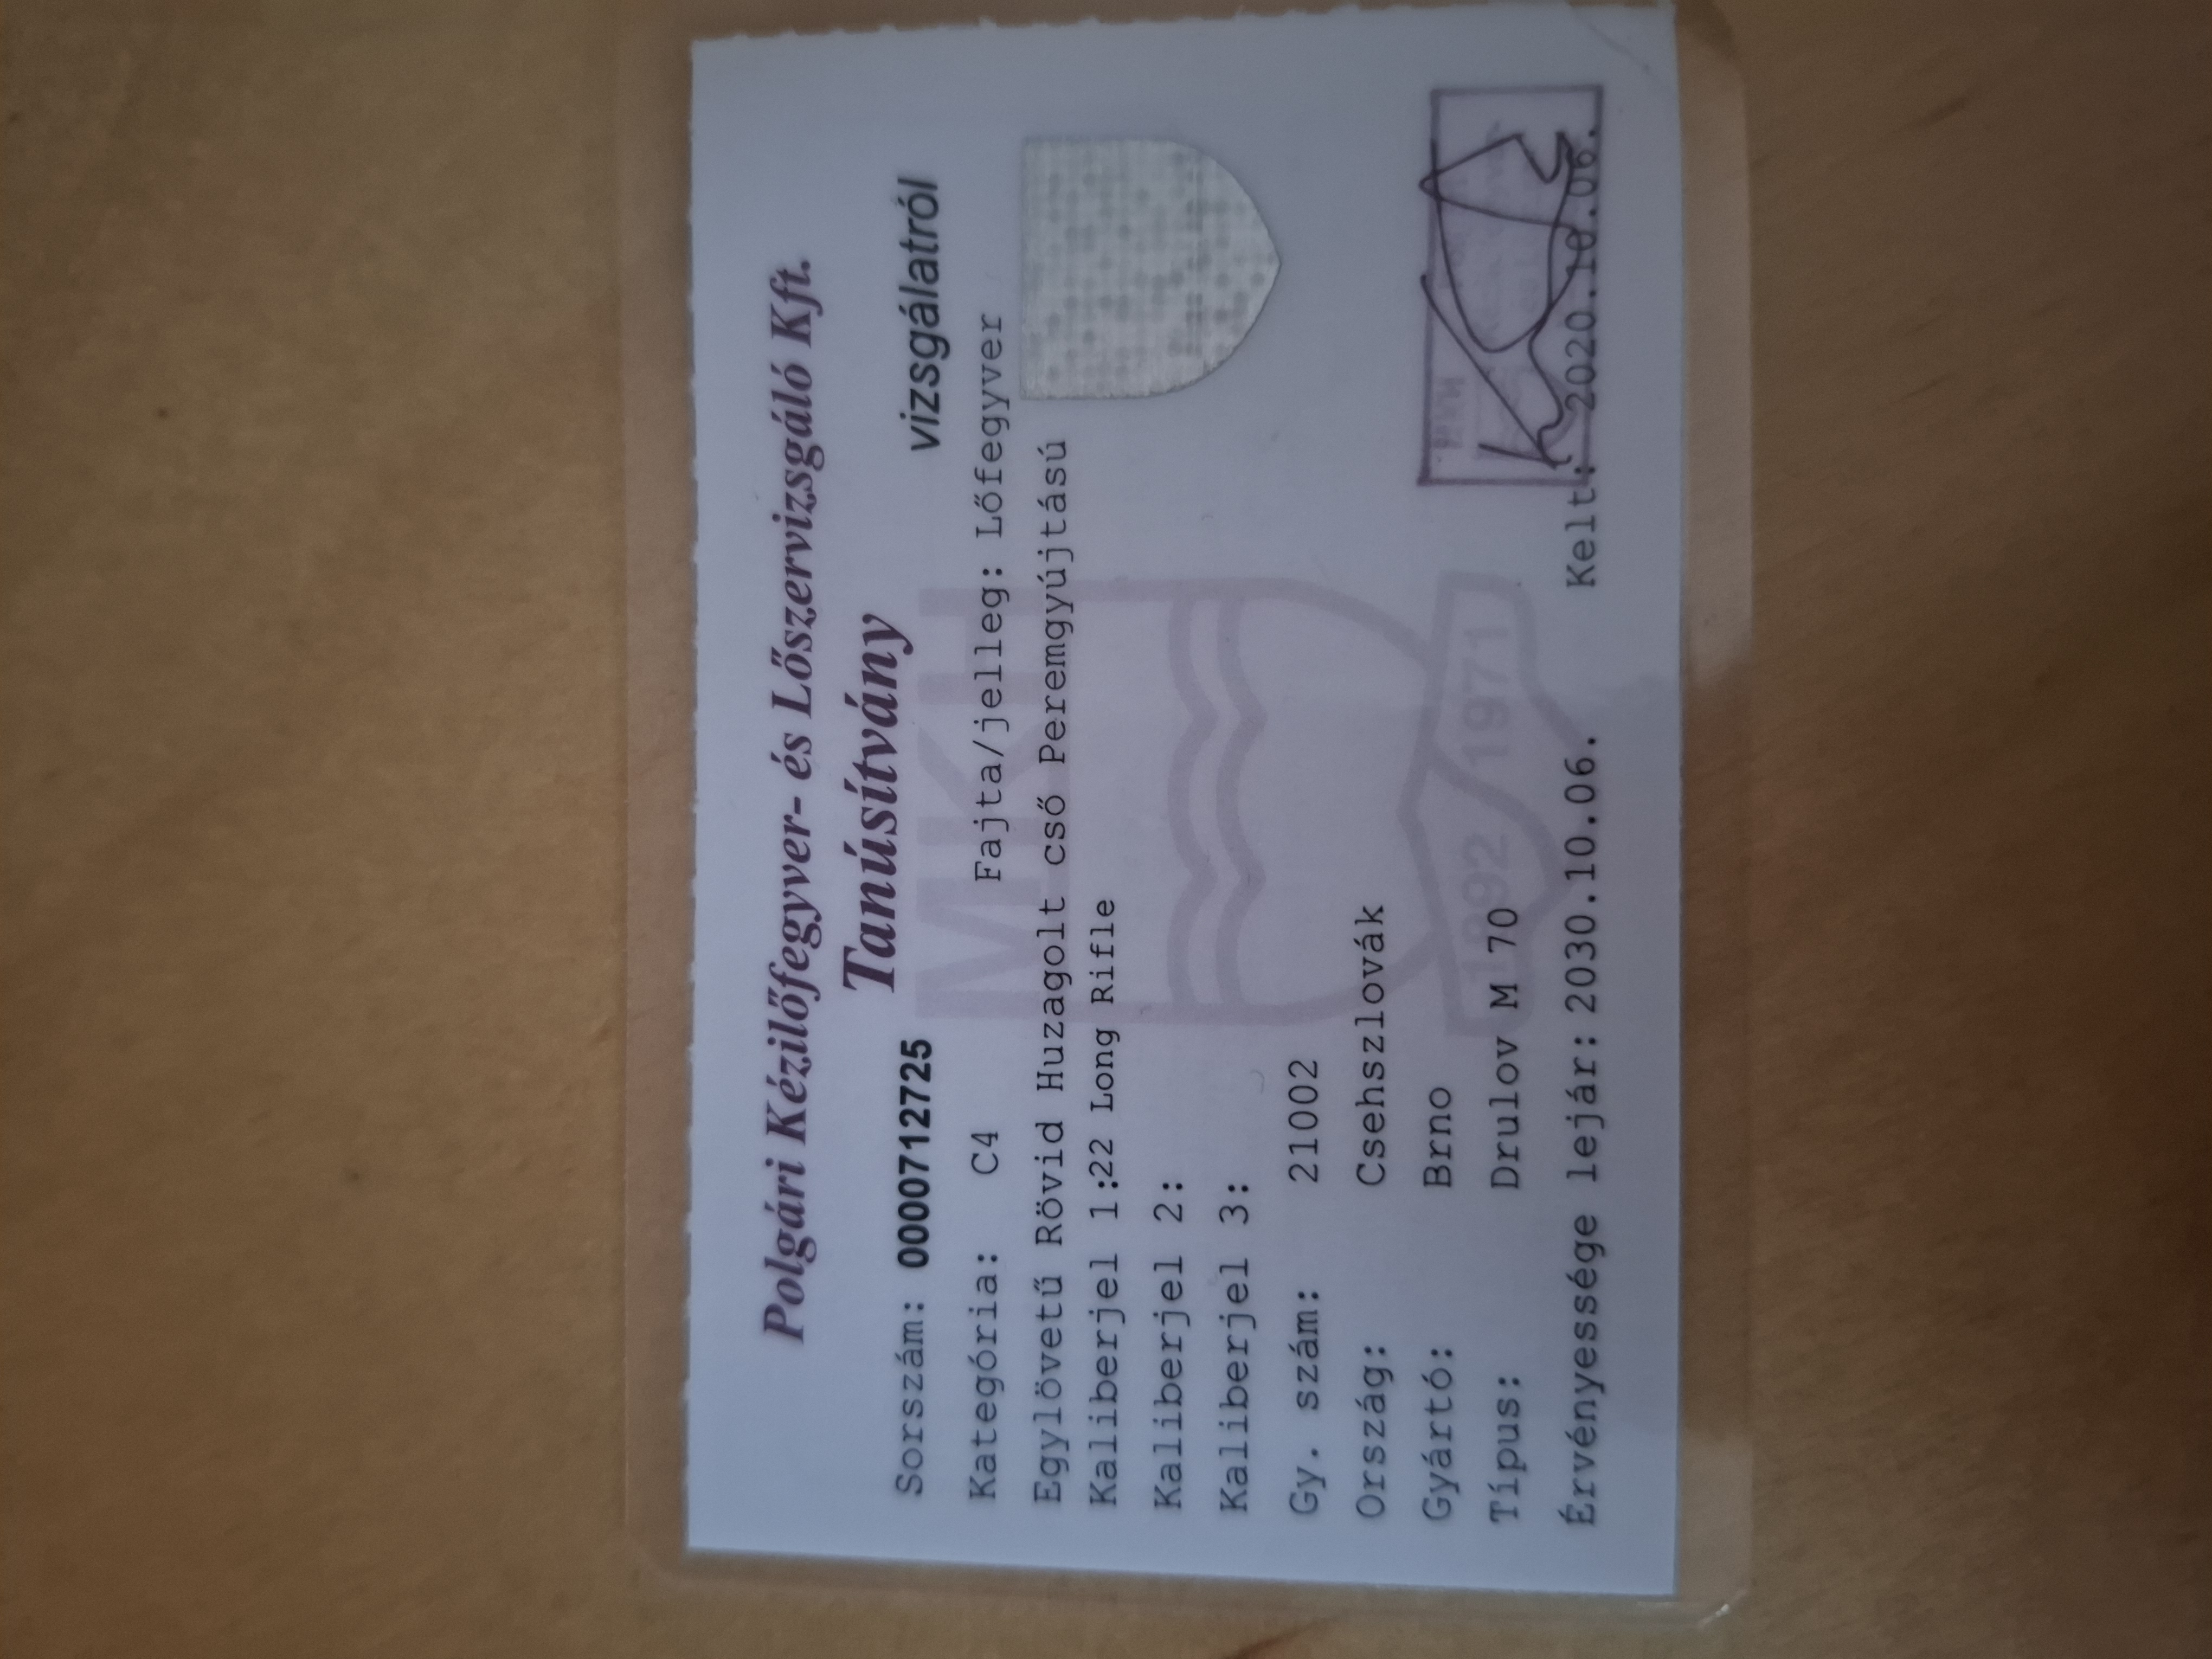 Polgári Kézilőfegyver- és Lőszervizsgáló Kft.
Tanúsítvány
Sorszám: 0000712725 vizsgálatról
Kategória: C4 Fajta/jelleg: Lőfegyver
Egylövetű Rövid Huzagolt cső Peremgyújtású
Kaliberjel 1:22 Long Rifle
Kaliberjel 2:
Kaliberjel 3:
Gy. szám: 21002
Ország: Csehszlovák
Gyártó: Brno
Típus: Drulov M 70
Érvényessége lejár: 2030.10.06. Kelt: 2020.10.06.
MKH
1892 1971